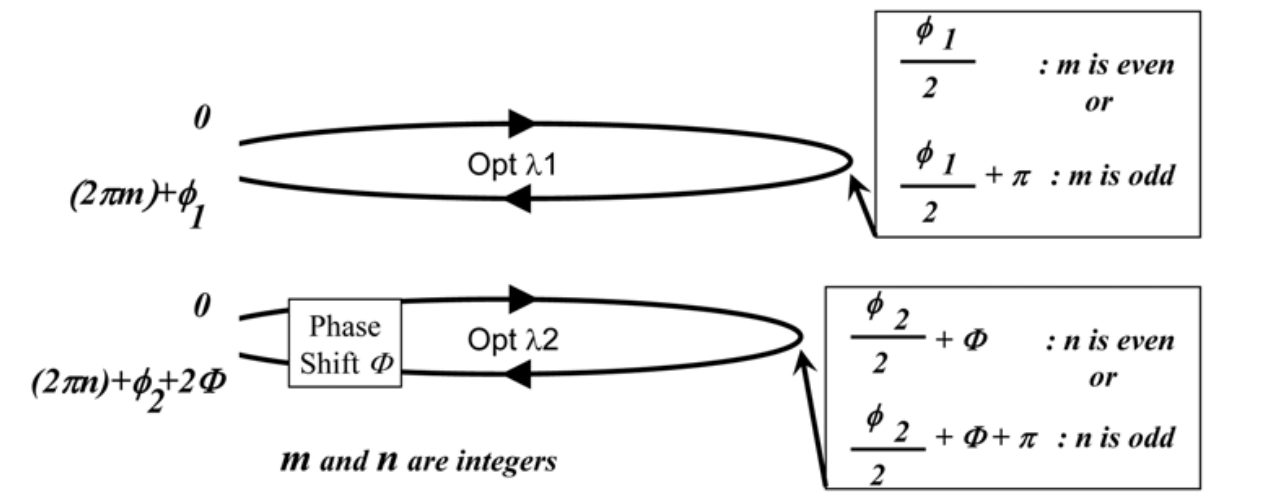 0
Opt λ1
(2πm)+ϕ1
ϕ1
2
: m is even
or
ϕ1
2
+ π : m is odd
0
Phase
Shift Φ
Opt λ2
(2πn)+ϕ2+2Φ
ϕ2
2
+ Φ : n is even
or
ϕ2
2
+ Φ + π : n is odd
m and n are integers